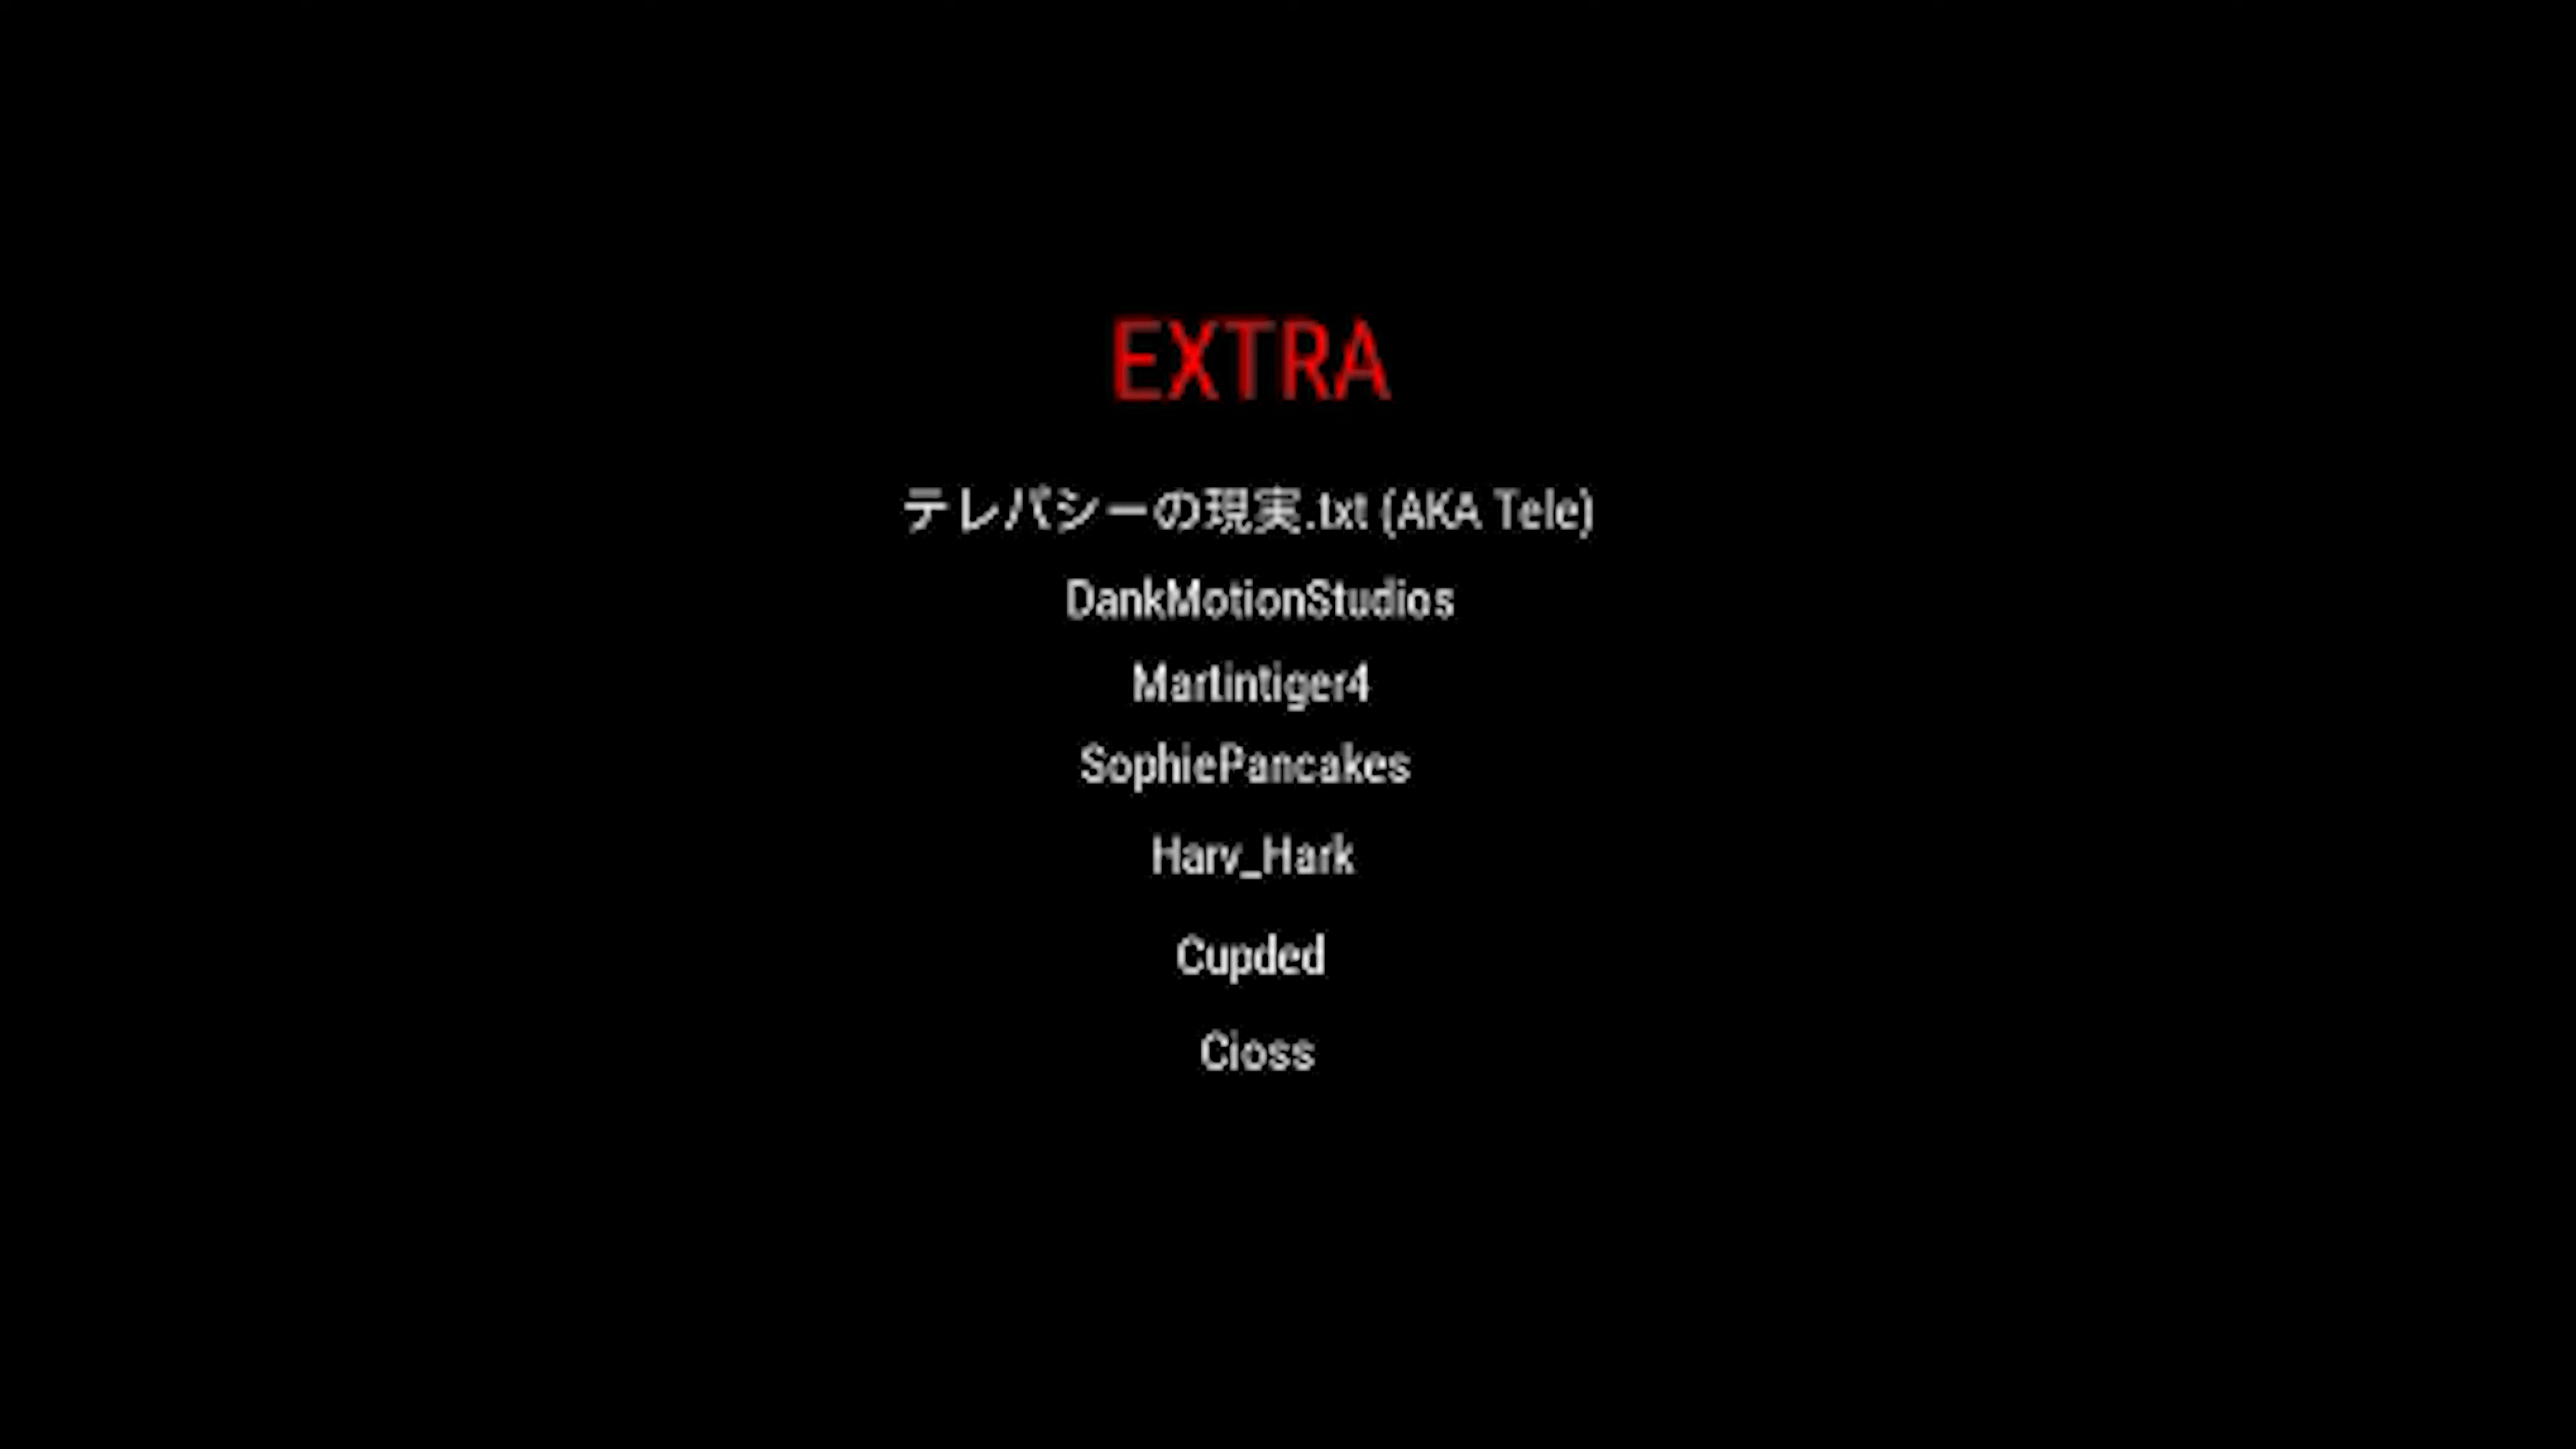 EXTRA
テレパシーの現実.txt (AKA Tele)
DankMotionStudios
Martintiger4
SophiePancakes
Harv_Hark
Cupded
Cioss